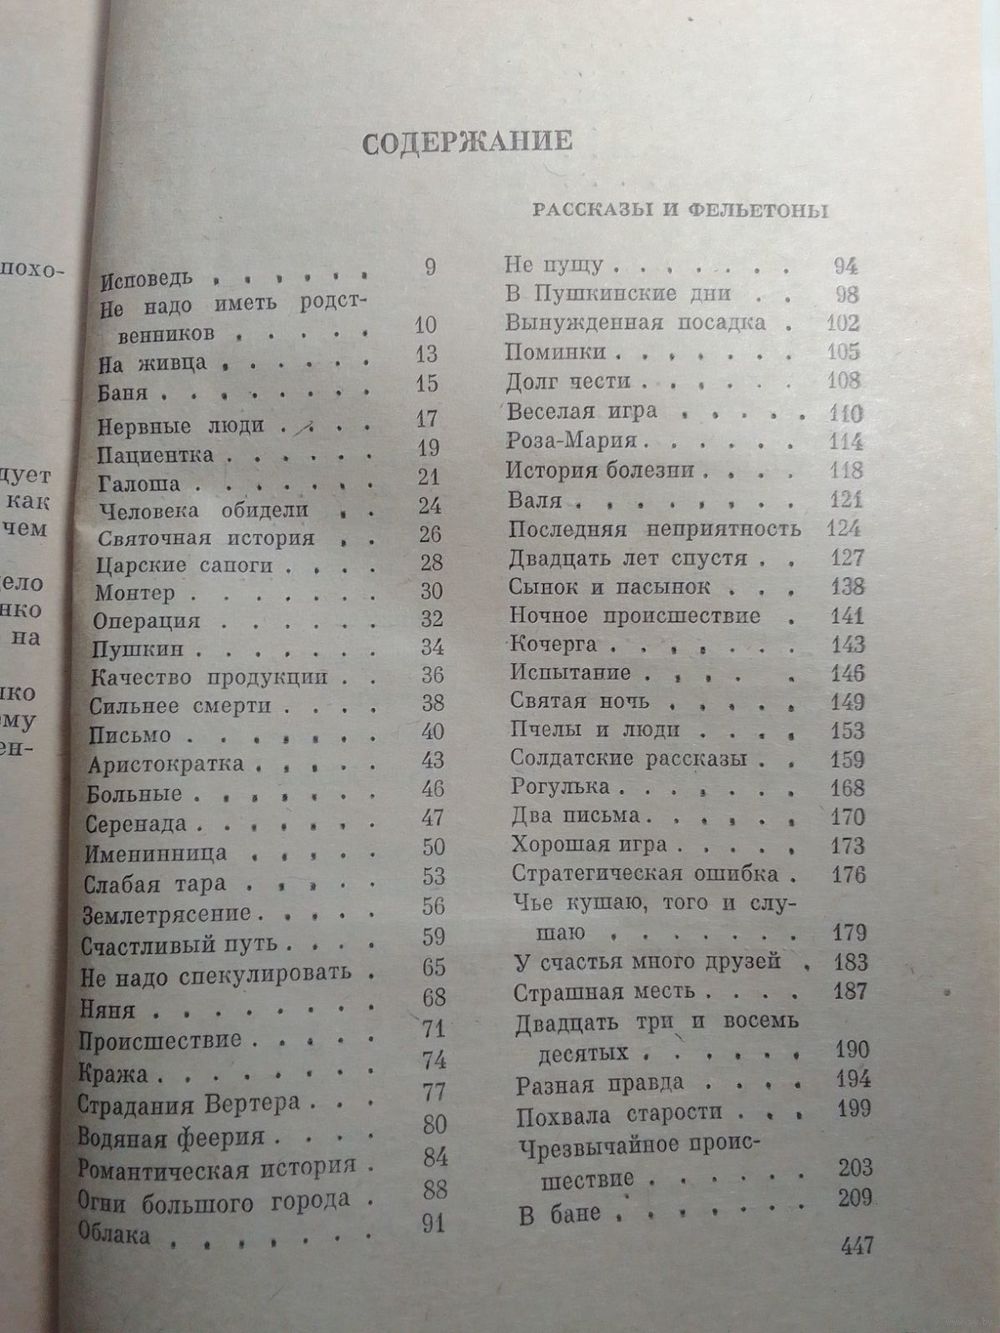 СОДЕРЖАНИЕ
РАССКАЗЫ И ФЕЛЬЕТОНЫ
Исповедь . . . . . . 9
Не надо иметь родст-
венников . . . . . 10
На живца . . . . . . 13
Баня . . . . . . . . 15
Нервные люди . . . . 17
Пациентка . . . . . . 19
Галоша . . . . . . . 21
Человека обидели . . 24
Святочная история . . 26
Царские сапоги . . . . 28
Монтер . . . . . . . 30
Операция . . . . . . 32
Пушкин . . . . . . . 34
Качество продукции . . 36
Сильнее смерти . . . . 38
Письмо . . . . . . . 40
Аристократка . . . . . 43
Больные . . . . . . . 46
Серенада . . . . . . . 47
Именинница . . . . . 50
Слабая тара . . . . . 53
Землетрясение . . . . . 56
Счастливый путь . . . . 59
Не надо спекулировать . 65
Няня . . . . . . . . 68
Происшествие . . . . . 71
Кража . . . . . . . . 74
Страдания Вертера . . . 77
Водяная феерия . . . . 80
Романтическая история . 84
Огни большого города . 88
Облака . . . . . . . 91
Не пущу . . . . . . . 94
В Пушкинские дни . . 98
Вынужденная посадка . 102
Поминки . . . . . . . 105
Долг чести . . . . . . 108
Веселая игра . . . . . 110
Роза-Мария . . . . . . 114
История болезни . . . . 118
Валя . . . . . . . . 121
Последняя неприятность 124
Двадцать лет спустя . . 127
Сынок и пасынок . . . 138
Ночное происшествие . 141
Кочерга . . . . . . . 143
Испытание . . . . . 146
Святая ночь . . . . . 149
Пчелы и люди . . . . 153
Солдатские рассказы . . 159
Рогулька . . . . . . . 168
Два письма . . . . . . 170
Хорошая игра . . . . . 173
Стратегическая ошибка . 176
Чье кушаю, того и слу-
шаю . . . . . . . 179
У счастья много друзей . 183
Страшная месть . . . . 187
Двадцать три и восемь
десятых . . . . . . 190
Разная правда . . . . 194
Похвала старости . . . 199
Чрезвычайное проис-
шествие . . . . . . 203
В бане . . . . . . . 209
447
похо-
как
чем
на